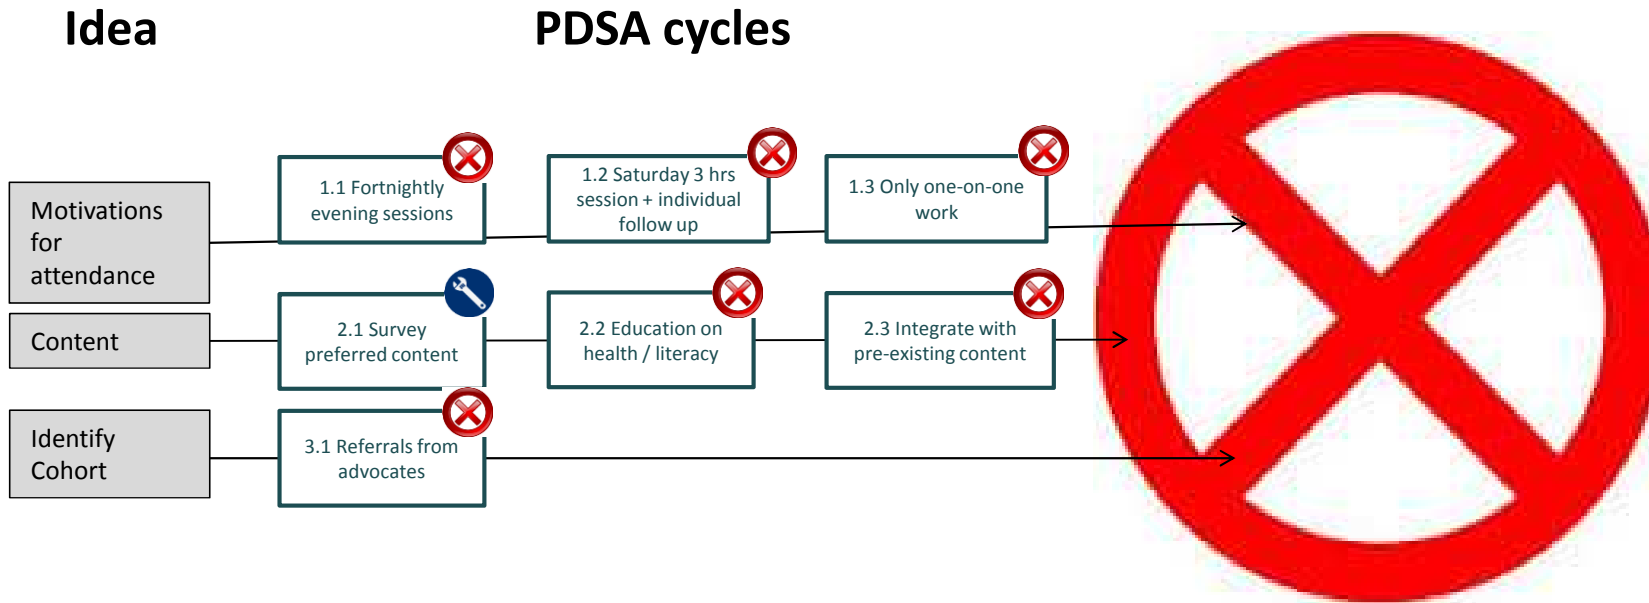 Idea
PDSA cycles
Motivations
for
attendance
1.1 Fortnightly
evening sessions
1.2 Saturday 3 hrs
session + individual
follow up
1.3 Only one-on-one
work
Content
2.1 Survey
preferred content
2.2 Education on
health / literacy
2.3 Integrate with
pre-existing content
Identify
Cohort
3.1 Referrals from
advocates